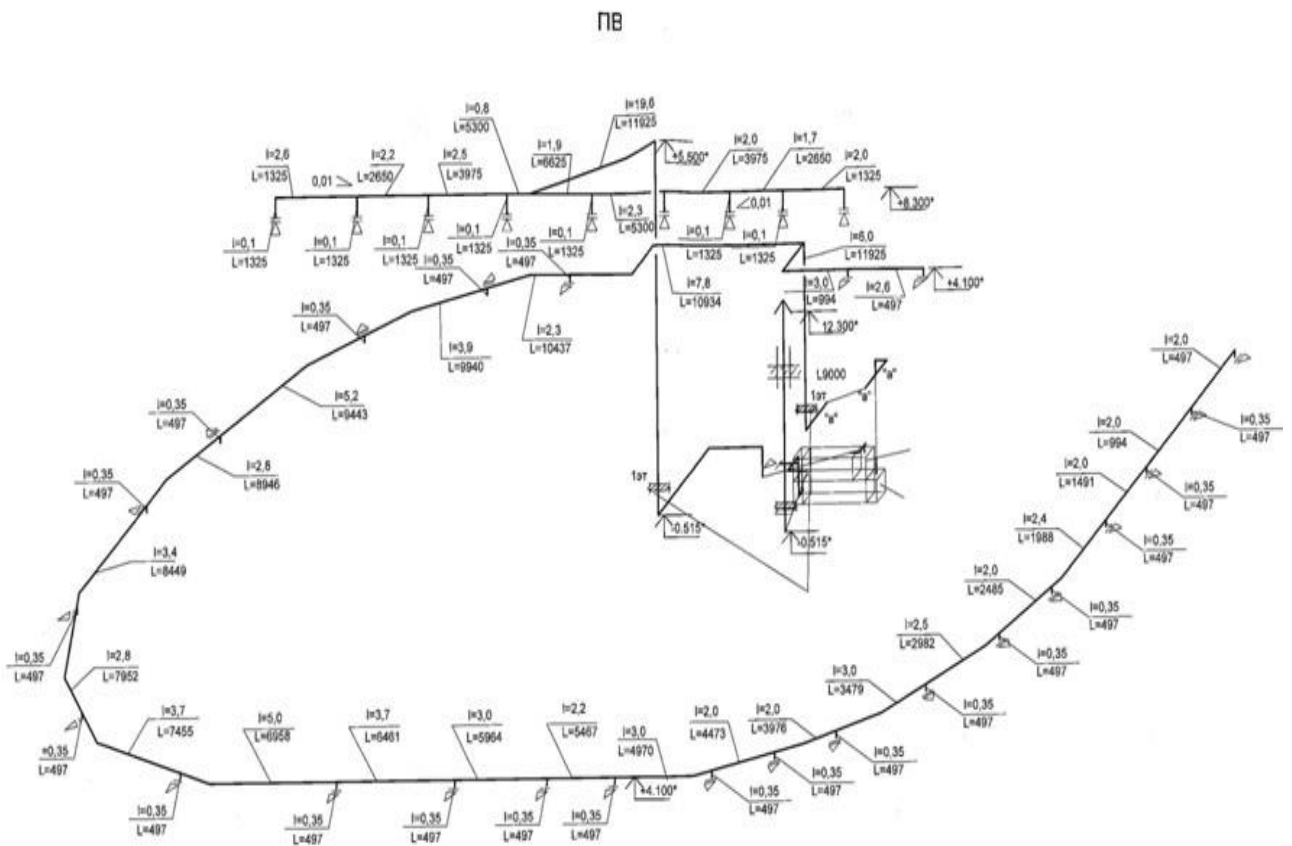 ПВ
l=0,8
L=5300
l=19,6
L=11925
l=2,6
L=1325
0,01
l=2,2
L=2650
l=2,5
L=3975
l=1,9
L=6625
+5.500*
l=2,0
L=3975
l=1,7
L=2650
l=2,0
L=1325
+8.300*
l=2,3
L=5300
0,01
l=0,1
L=1325
l=0,1
L=1325
l=0,1
L=1325
l=0,1
L=1325
l=0,1
L=1325
l=0,1
L=1325
l=0,1
L=1325
l=6,0
L=11925
l=0,35
L=497
l=0,35
L=497
l=7,8
L=10934
l=3,0
L=994
l=2,6
L=497
+4.100*
l=0,35
L=497
l=3,9
L=9940
l=2,3
L=10437
12.300*
l=2,0
L=497
l=5,2
L=9443
L9000
"в"
"в"
"в"
1эт
l=0,35
L=497
l=2,8
L=8946
l=0,35
L=497
l=2,0
L=994
l=0,35
L=497
1эт
l=0,35
L=497
l=2,0
L=1491
l=0,35
L=497
-0.515*
-0.515*
l=2,4
L=1988
l=0,35
L=497
l=3,4
L=8449
l=2,0
L=2485
l=0,35
L=497
l=2,5
L=2982
l=0,35
L=497
l=0,35
L=497
l=2,8
L=7952
l=3,0
L=3479
l=0,35
L=497
l=3,7
L=7455
l=5,0
L=6958
l=3,7
L=6461
l=3,0
L=5964
l=2,2
L=5467
l=3,0
L=4970
l=2,0
L=4473
l=2,0
L=3976
=0,35
L=497
+4.100*
l=0,35
L=497
l=0,35
L=497
l=0,35
L=497
l=0,35
L=497
l=0,35
L=497
l=0,35
L=497
l=0,35
L=497
l=0,35
L=497
l=0,35
L=497